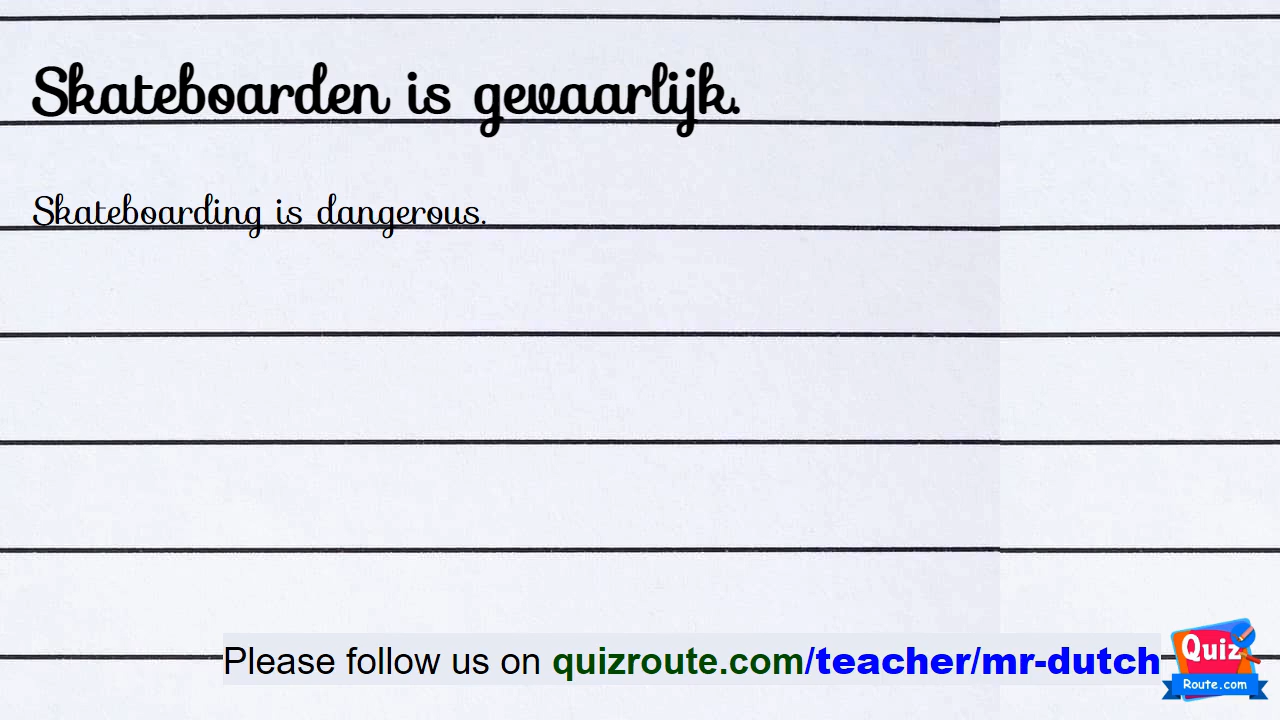 Skateboarden is gevaarlijk.
Skateboarding is dangerous.
Please follow us on quizroute.com/teacher/mr-dutch
Quiz
Route.com